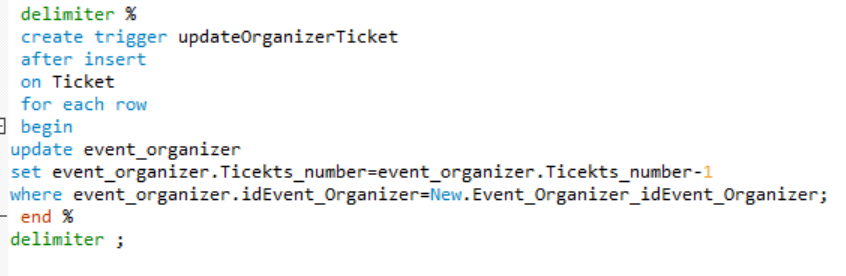 delimiter %
create trigger updateOrganizerTicket
after insert
on Ticket
for each row
begin
update event_organizer
set event_organizer.Ticekts_number=event_organizer.Ticekts_number-1
where event_organizer.idEvent_Organizer=New.Event_Organizer_idEvent_Organizer;
end %
delimiter ;